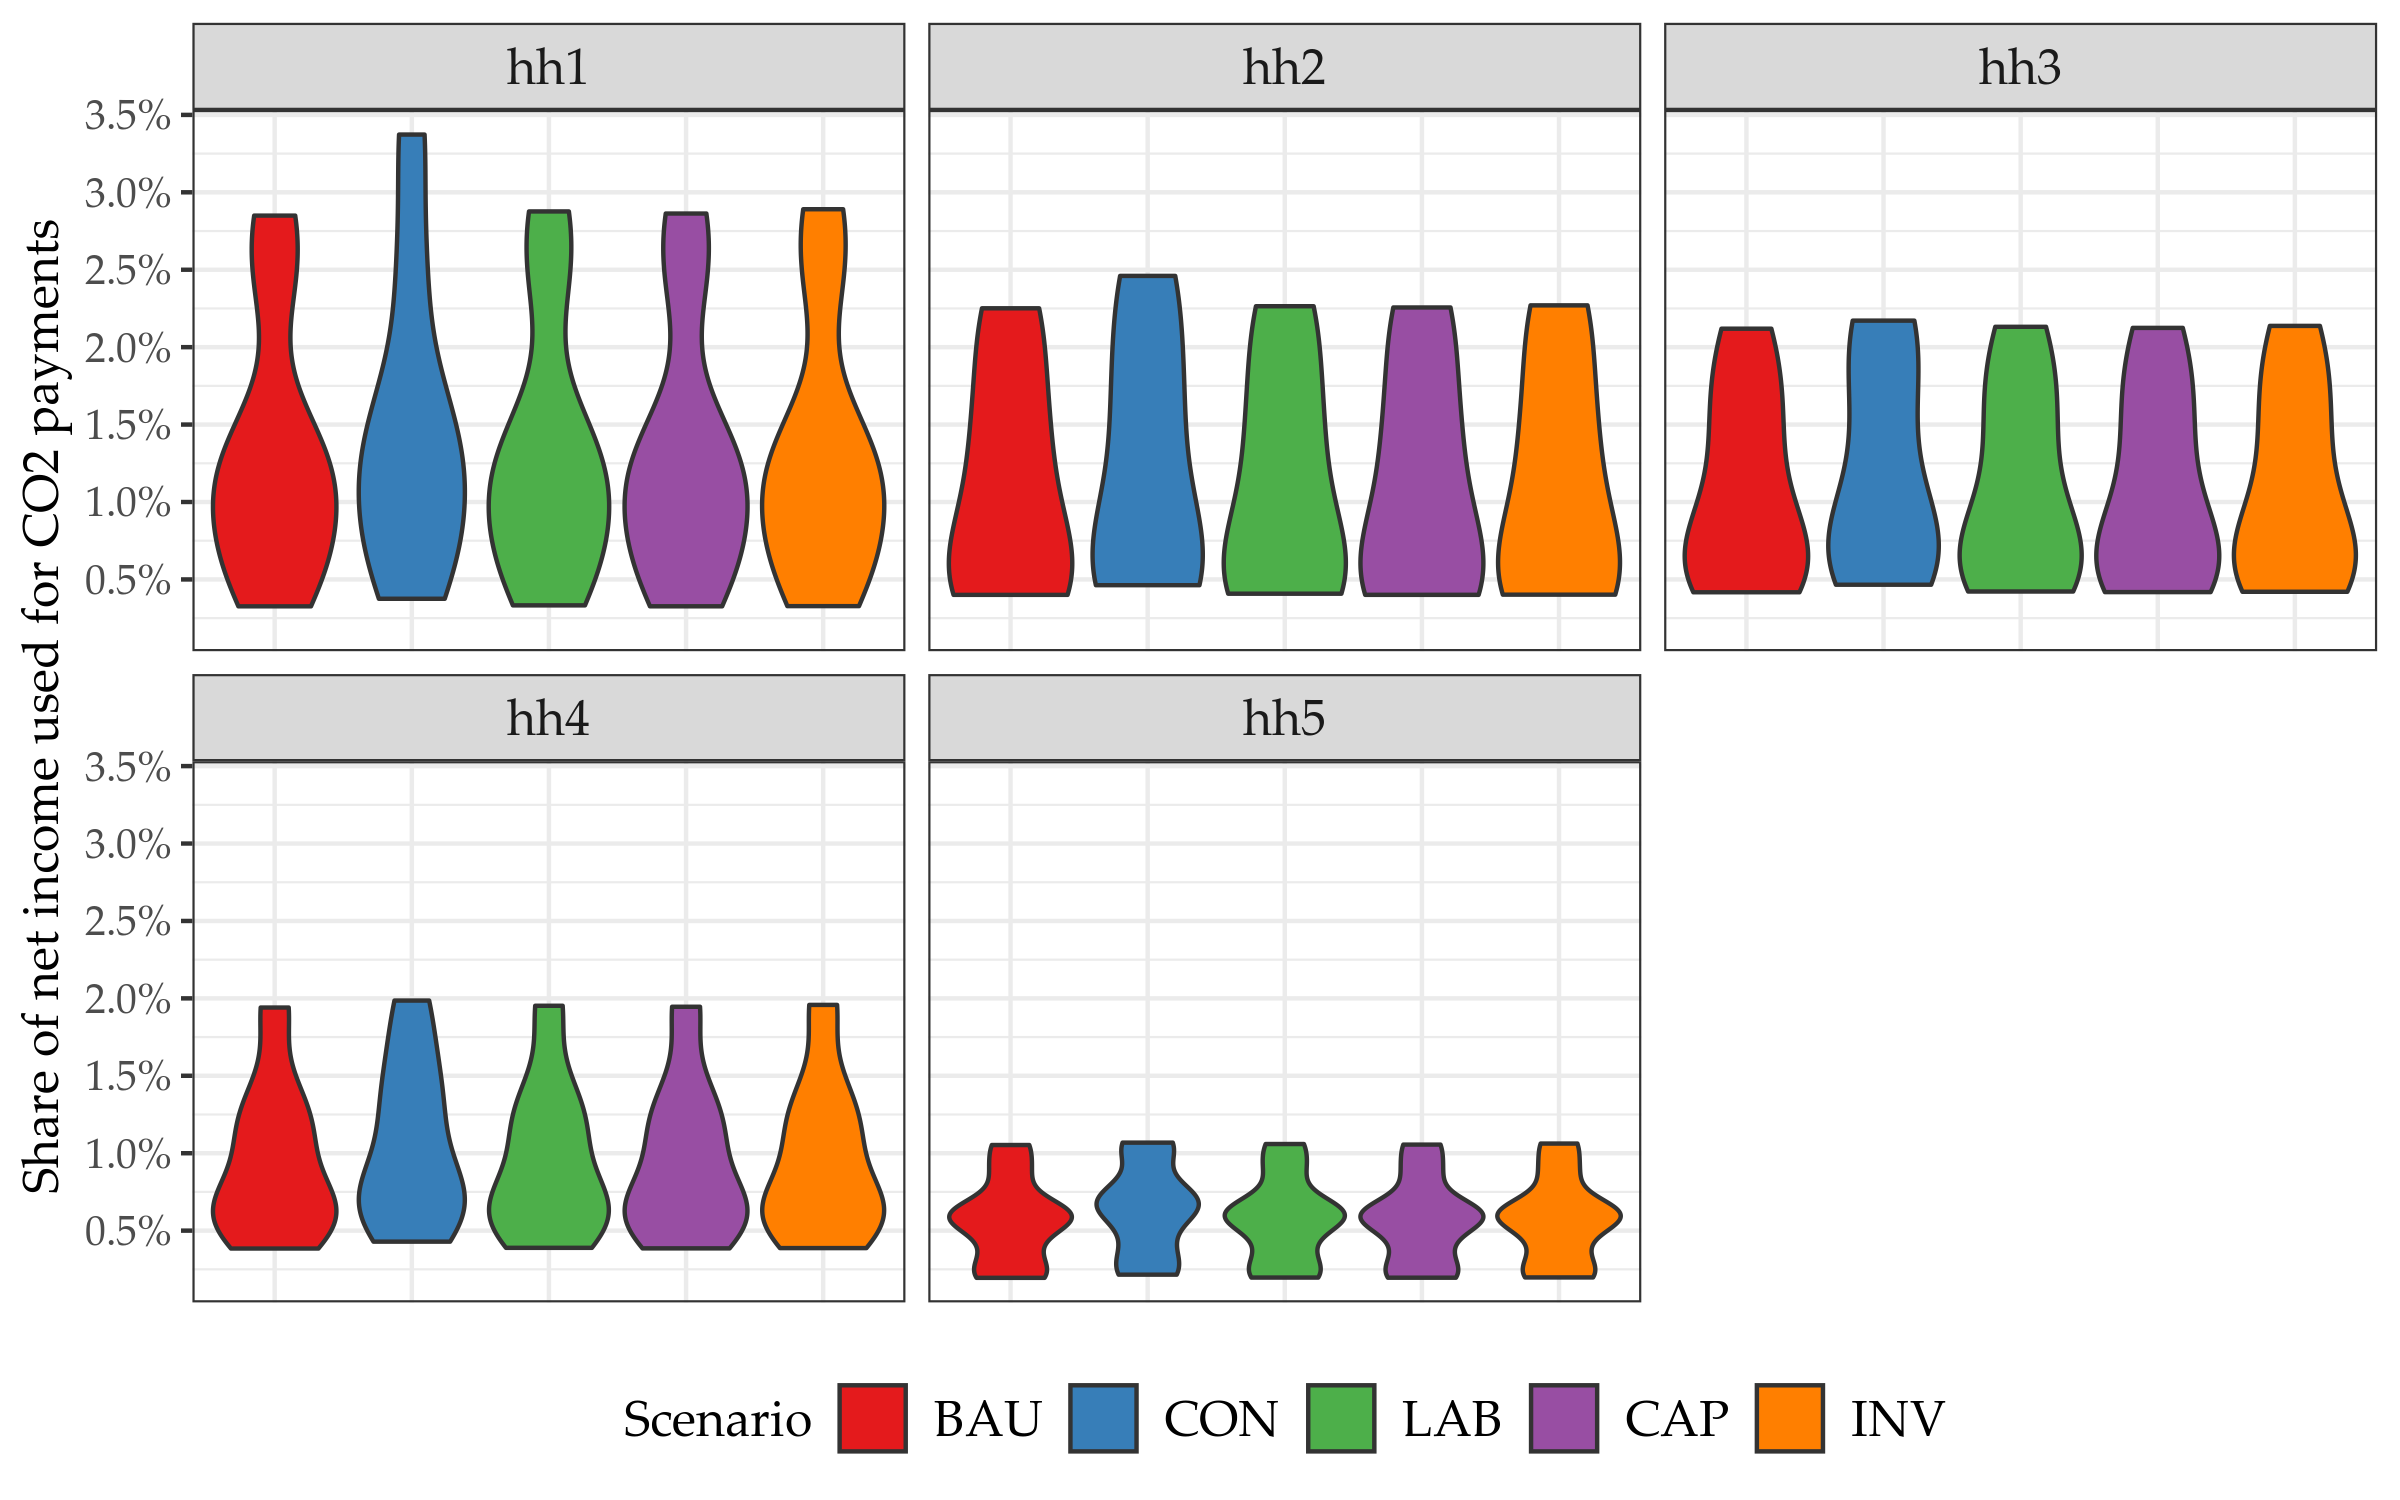 hh1
hh2
hh3
3.5%
3.0%
2.5%
2.0%
1.5%
1.0%
0.5%
hh4
hh5
3.5%
3.0%
2.5%
2.0%
1.5%
1.0%
0.5%
Share of net income used for CO2 payments
Scenario BAU CON LAB CAP INV